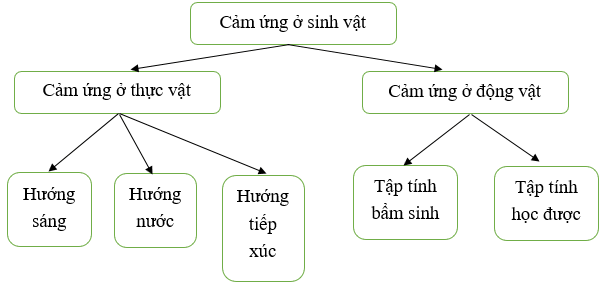 Cảm ứng ở sinh vật
Cảm ứng ở thực vật
Cảm ứng ở động vật
Hướng
sáng
Hướng
nước
Hướng
tiếp
xúc
Tập tính
bẩm sinh
Tập tính
học được